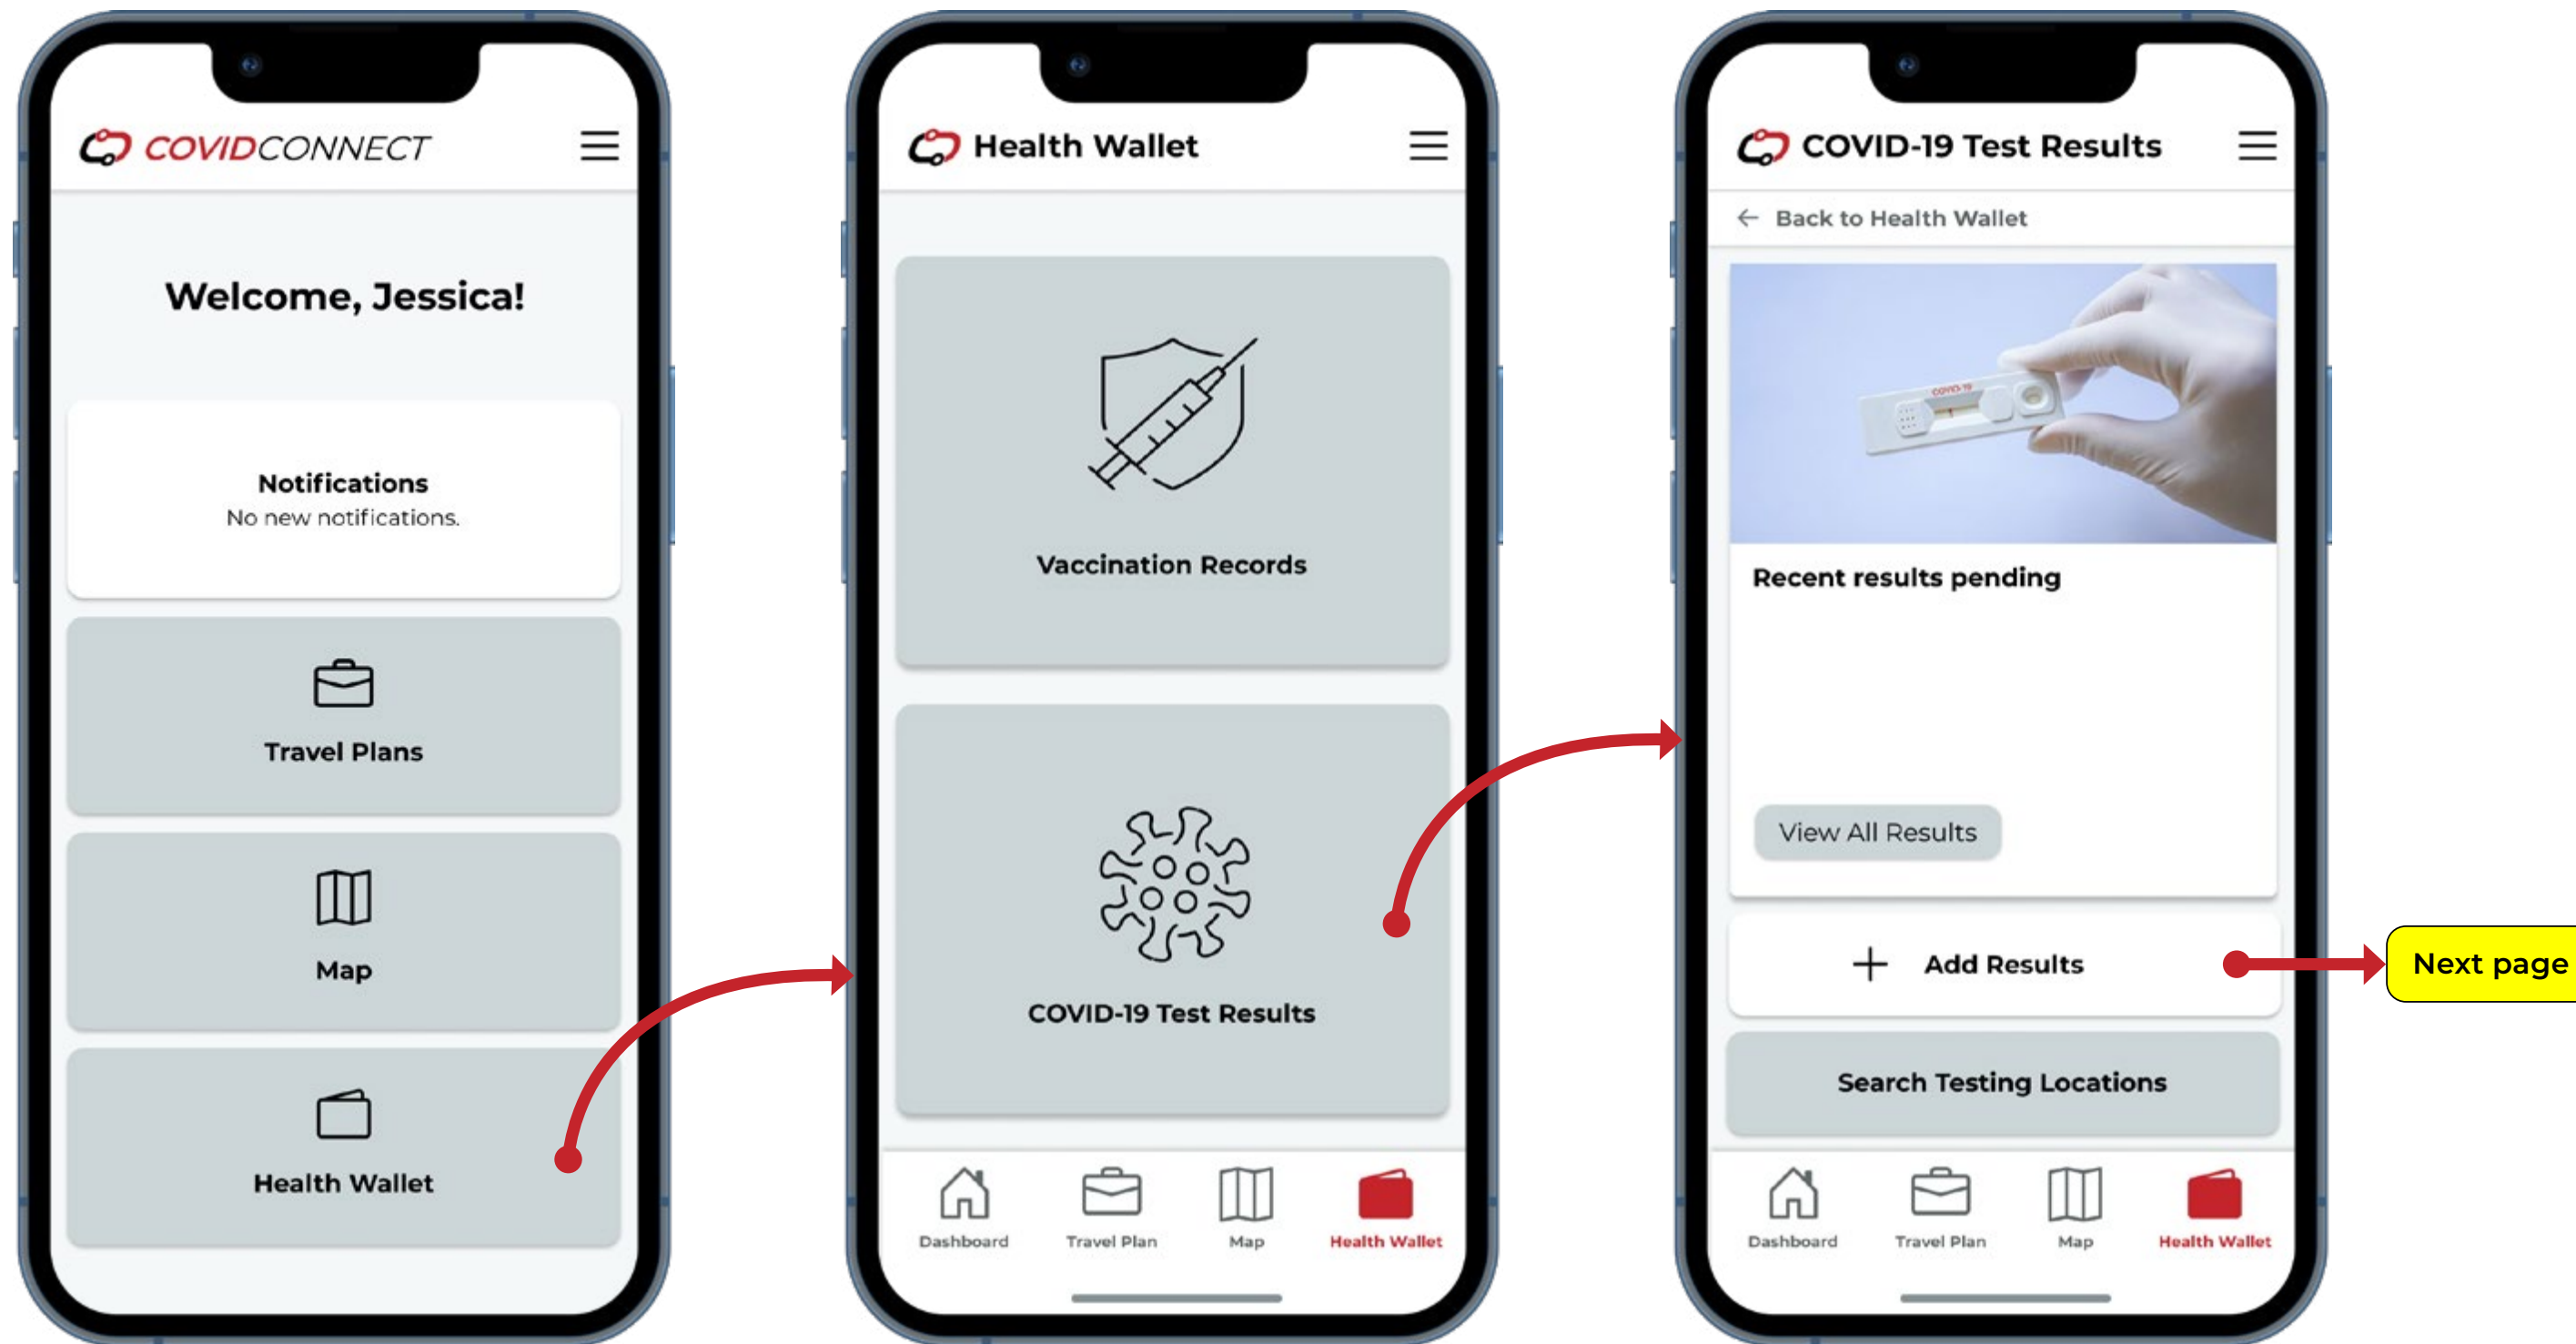 COVIDCONNECT
Welcome, Jessica!
Notifications
No new notifications.
Travel Plans
Map
Health Wallet
Health Wallet
Vaccination Records
COVID-19 Test Results
Dashboard
Travel Plan
Map
Health Wallet
COVID-19 Test Results
← Back to Health Wallet
COVID-19
Recent results pending
View All Results
+ Add Results
Search Testing Locations
Dashboard
Travel Plan
Map
Health Wallet
Next page